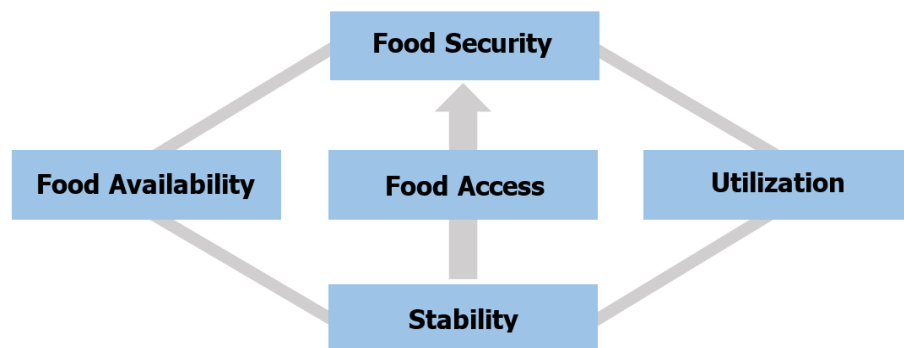 Food Security
Food Availability
Food Access
Utilization
Stability